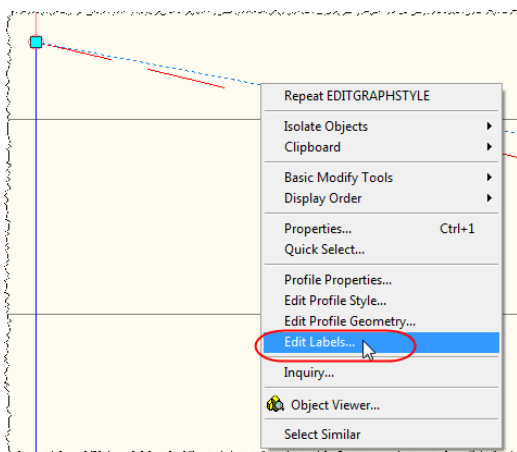 Repeat EDITGRAPHSTYLE
Isolate Objects
Clipboard
Basic Modify Tools
Display Order
Properties... Ctrl+1
Quick Select...
Profile Properties...
Edit Profile Style...
Edit Profile Geometry...
Edit Labels...
Inquiry...
Object Viewer...
Select Similar